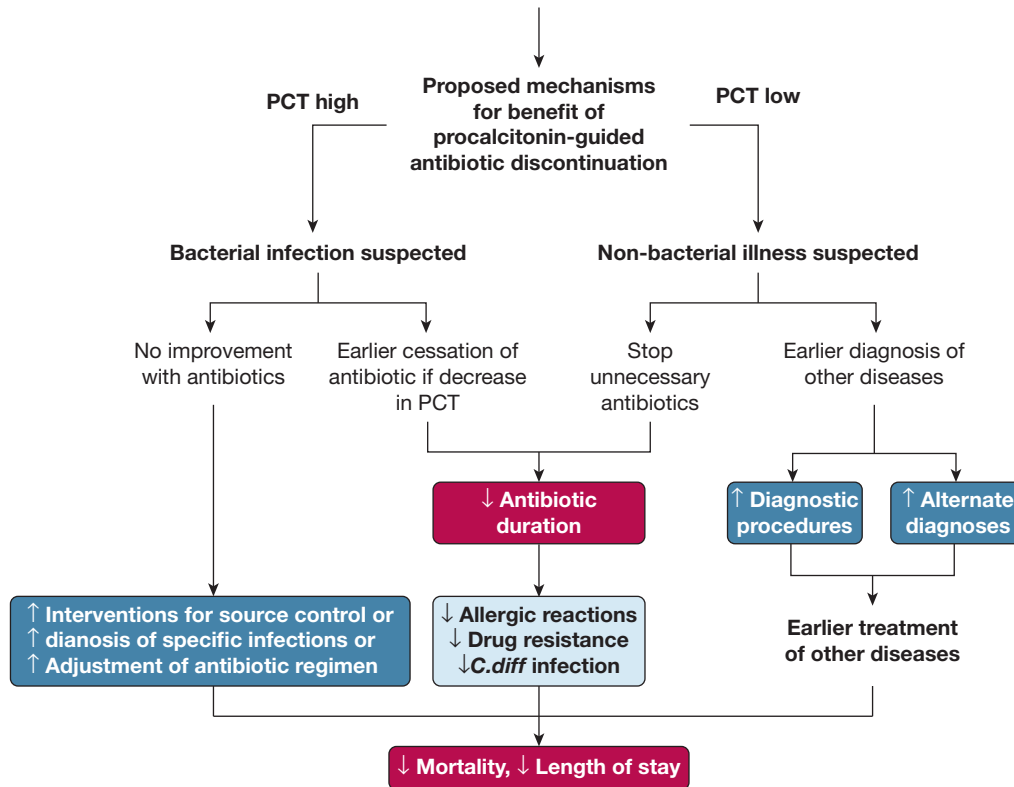 Proposed mechanisms
for benefit of
procalcitonin-guided
antibiotic discontinuation
PCT high
PCT low
Bacterial infection suspected
Non-bacterial illness suspected
No improvement
with antibiotics
Earlier cessation of
antibiotic if decrease
in PCT
Stop
unnecessary
antibiotics
Earlier diagnosis of
other diseases
↓ Antibiotic
duration
↑ Diagnostic
procedures
↑ Alternate
diagnoses
↑ Interventions for source control or
↑ dianosis of specific infections or
↑ Adjustment of antibiotic regimen
↓ Allergic reactions
↓ Drug resistance
↓C.diff infection
Earlier treatment
of other diseases
↓ Mortality, ↓ Length of stay